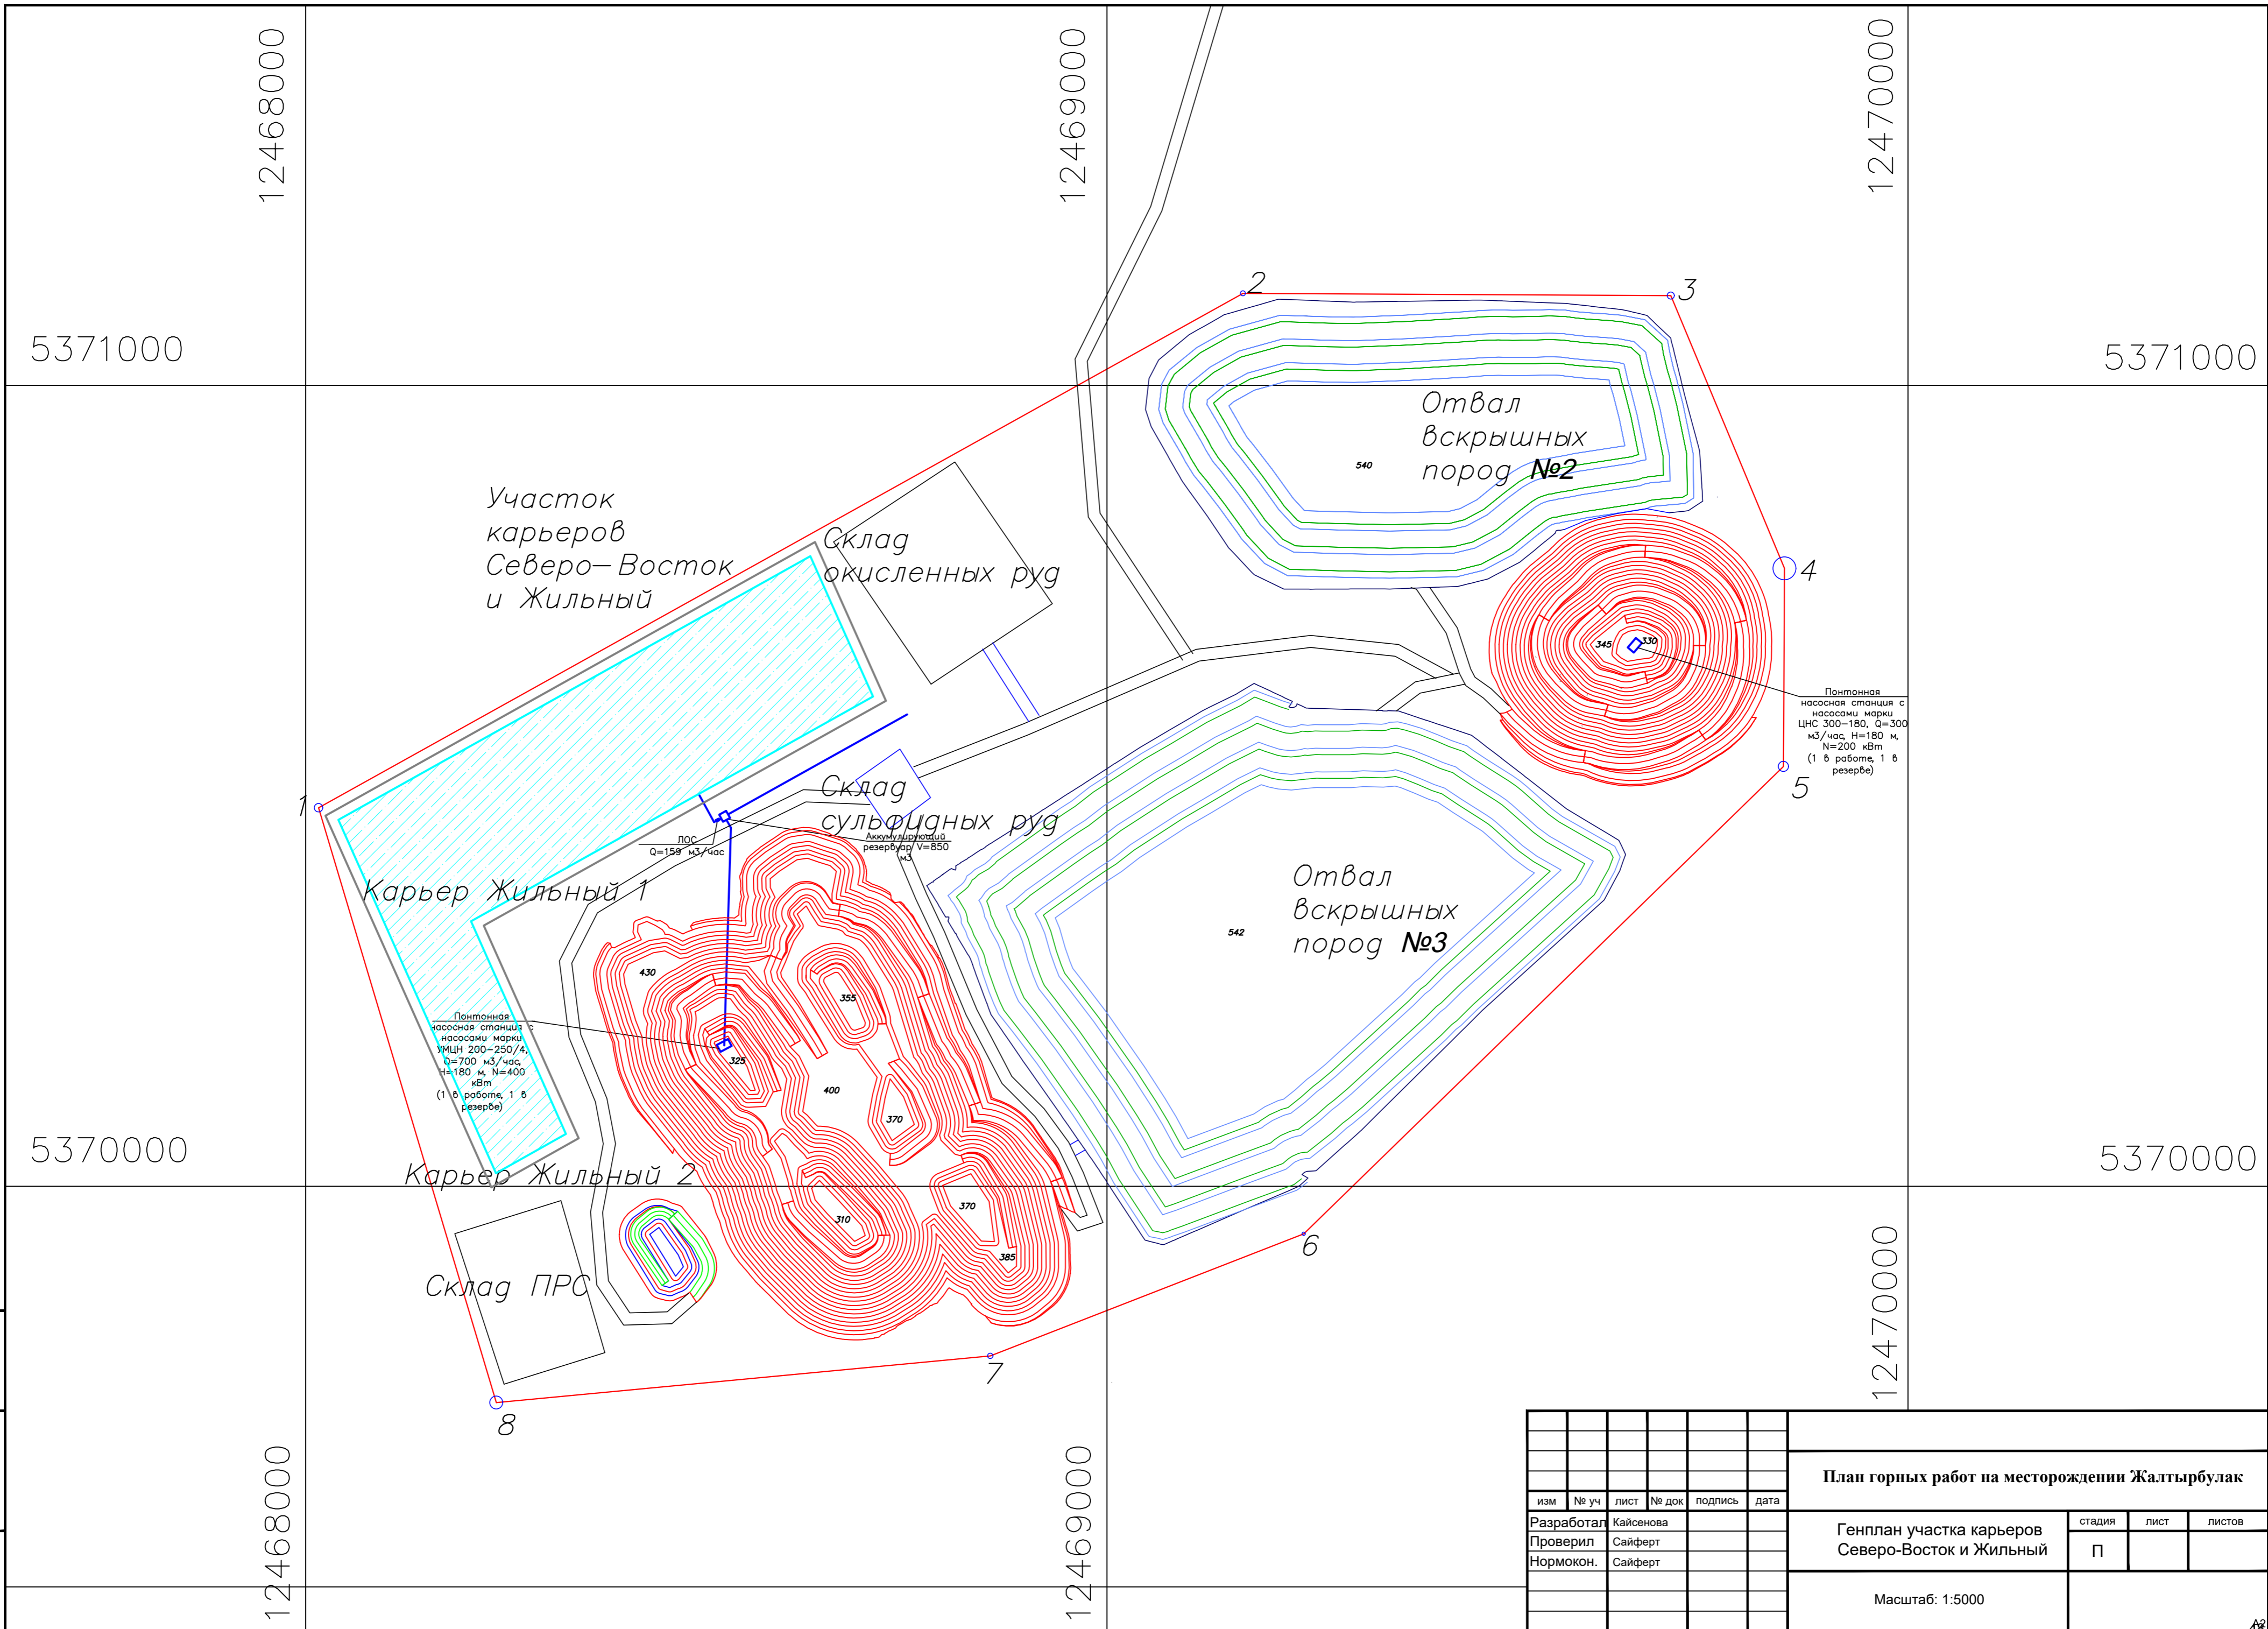 12468000
12469000
12470000
5371000
5371000
2
3
Отвал
вскрышных
пород №2
540
Участок
карьеров
Северо-Восток
и Жильный
Склад
окисленных руд
4
345
330
Понтонная
насосная станция с
насосами марки
ЦНС 300-180, Q=300
м3/час, H=180 м,
N=200 кВт
(1 в работе, 1 в
резерве)
5
1
Склад
сульфидных руд
ЛОС
Q=159 м3/час
Аккумулирующий
резервуар V=850
м3
Карьер Жильный 1
Отвал
вскрышных
пород №3
542
430
355
325
400
370
Понтонная
насосная станция с
насосами марки
УМЦН 200-250/4,
Q=700 м3/час,
H=180 м, N=400
кВт
(1 в работе, 1 в
резерве)
5370000
5370000
Карьер Жильный 2
310
370
385
6
Склад ПРС
7
8
12468000
12469000
12470000
План горных работ на месторождении Жалтырбулак
изм № уч лист № док подпись дата
Разработал Кайсенова
Проверил Сайферт
Нормокон. Сайферт
Генплан участка карьеров
Северо-Восток и Жильный
стадия лист листов
П
Масштаб: 1:5000